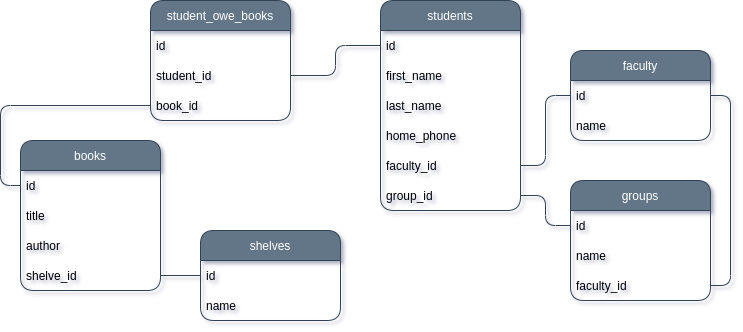 student_owe_books
id
student_id
book_id
students
id
first_name
last_name
home_phone
faculty_id
group_id
faculty
id
name
books
id
title
author
shelve_id
shelves
id
name
groups
id
name
faculty_id